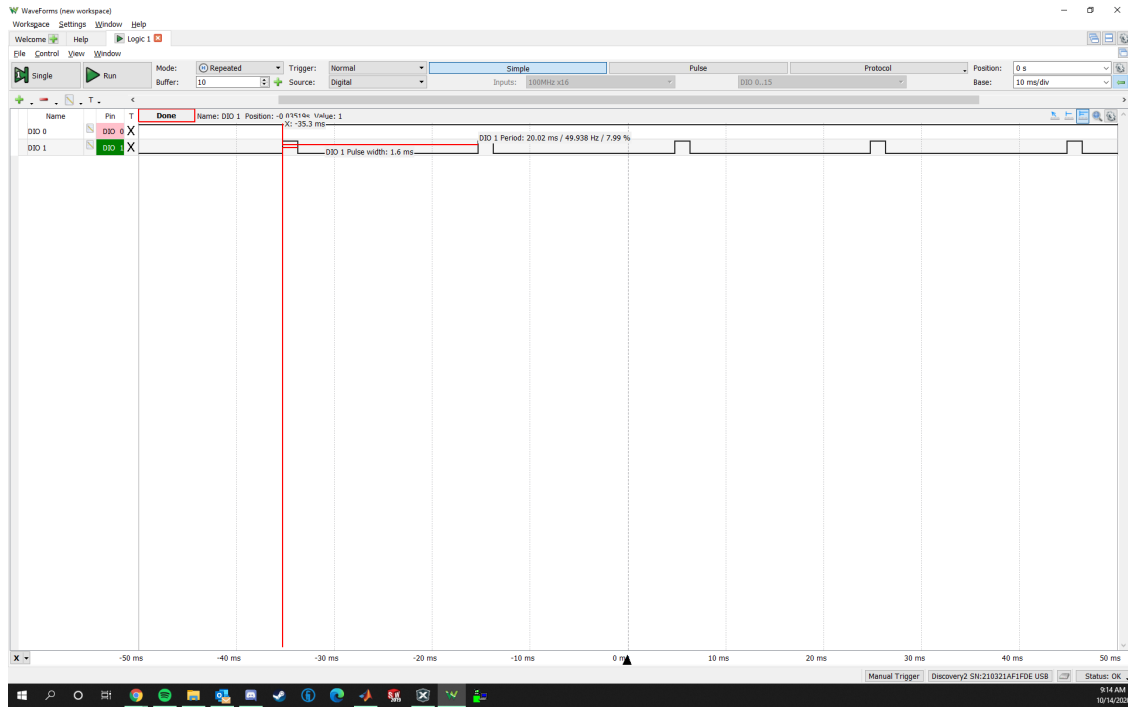 WaveForms (new workspace)
Workspace Settings Window Help
Welcome Help Logic 1
File Control View Window
Single Run Mode: Repeated Trigger: Normal Simple Pulse Protocol Position: 0 s
Buffer: 10 Source: Digital Inputs: 100MHz x16 DIO 0..15 Base: 10 ms/div
T
Name Pin T Done Name: DIO 1 Position: -0.03519s Value: 1
X: -35.3 ms
DIO 0 DIO 0 X
DIO 1 Period: 20.02 ms / 49.938 Hz / 7.99 %
DIO 1 DIO 1 X
DIO 1 Pulse width: 1.6 ms
X -50 ms -40 ms -30 ms -20 ms -10 ms 0 ms 10 ms 20 ms 30 ms 40 ms 50 ms
Manual Trigger Discovery2 SN:210321AF1FDE USB Status: OK
9:14 AM